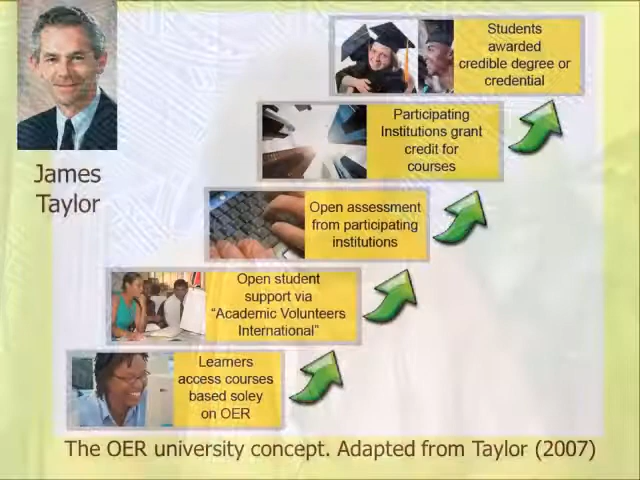 James
Taylor
Students
awarded
credible degree or
credential
Participating
Institutions grant
credit for
courses
Open assessment
from participating
institutions
Open student
support via
“Academic Volunteers
International”
Learners
access courses
based soley
on OER
The OER university concept. Adapted from Taylor (2007)